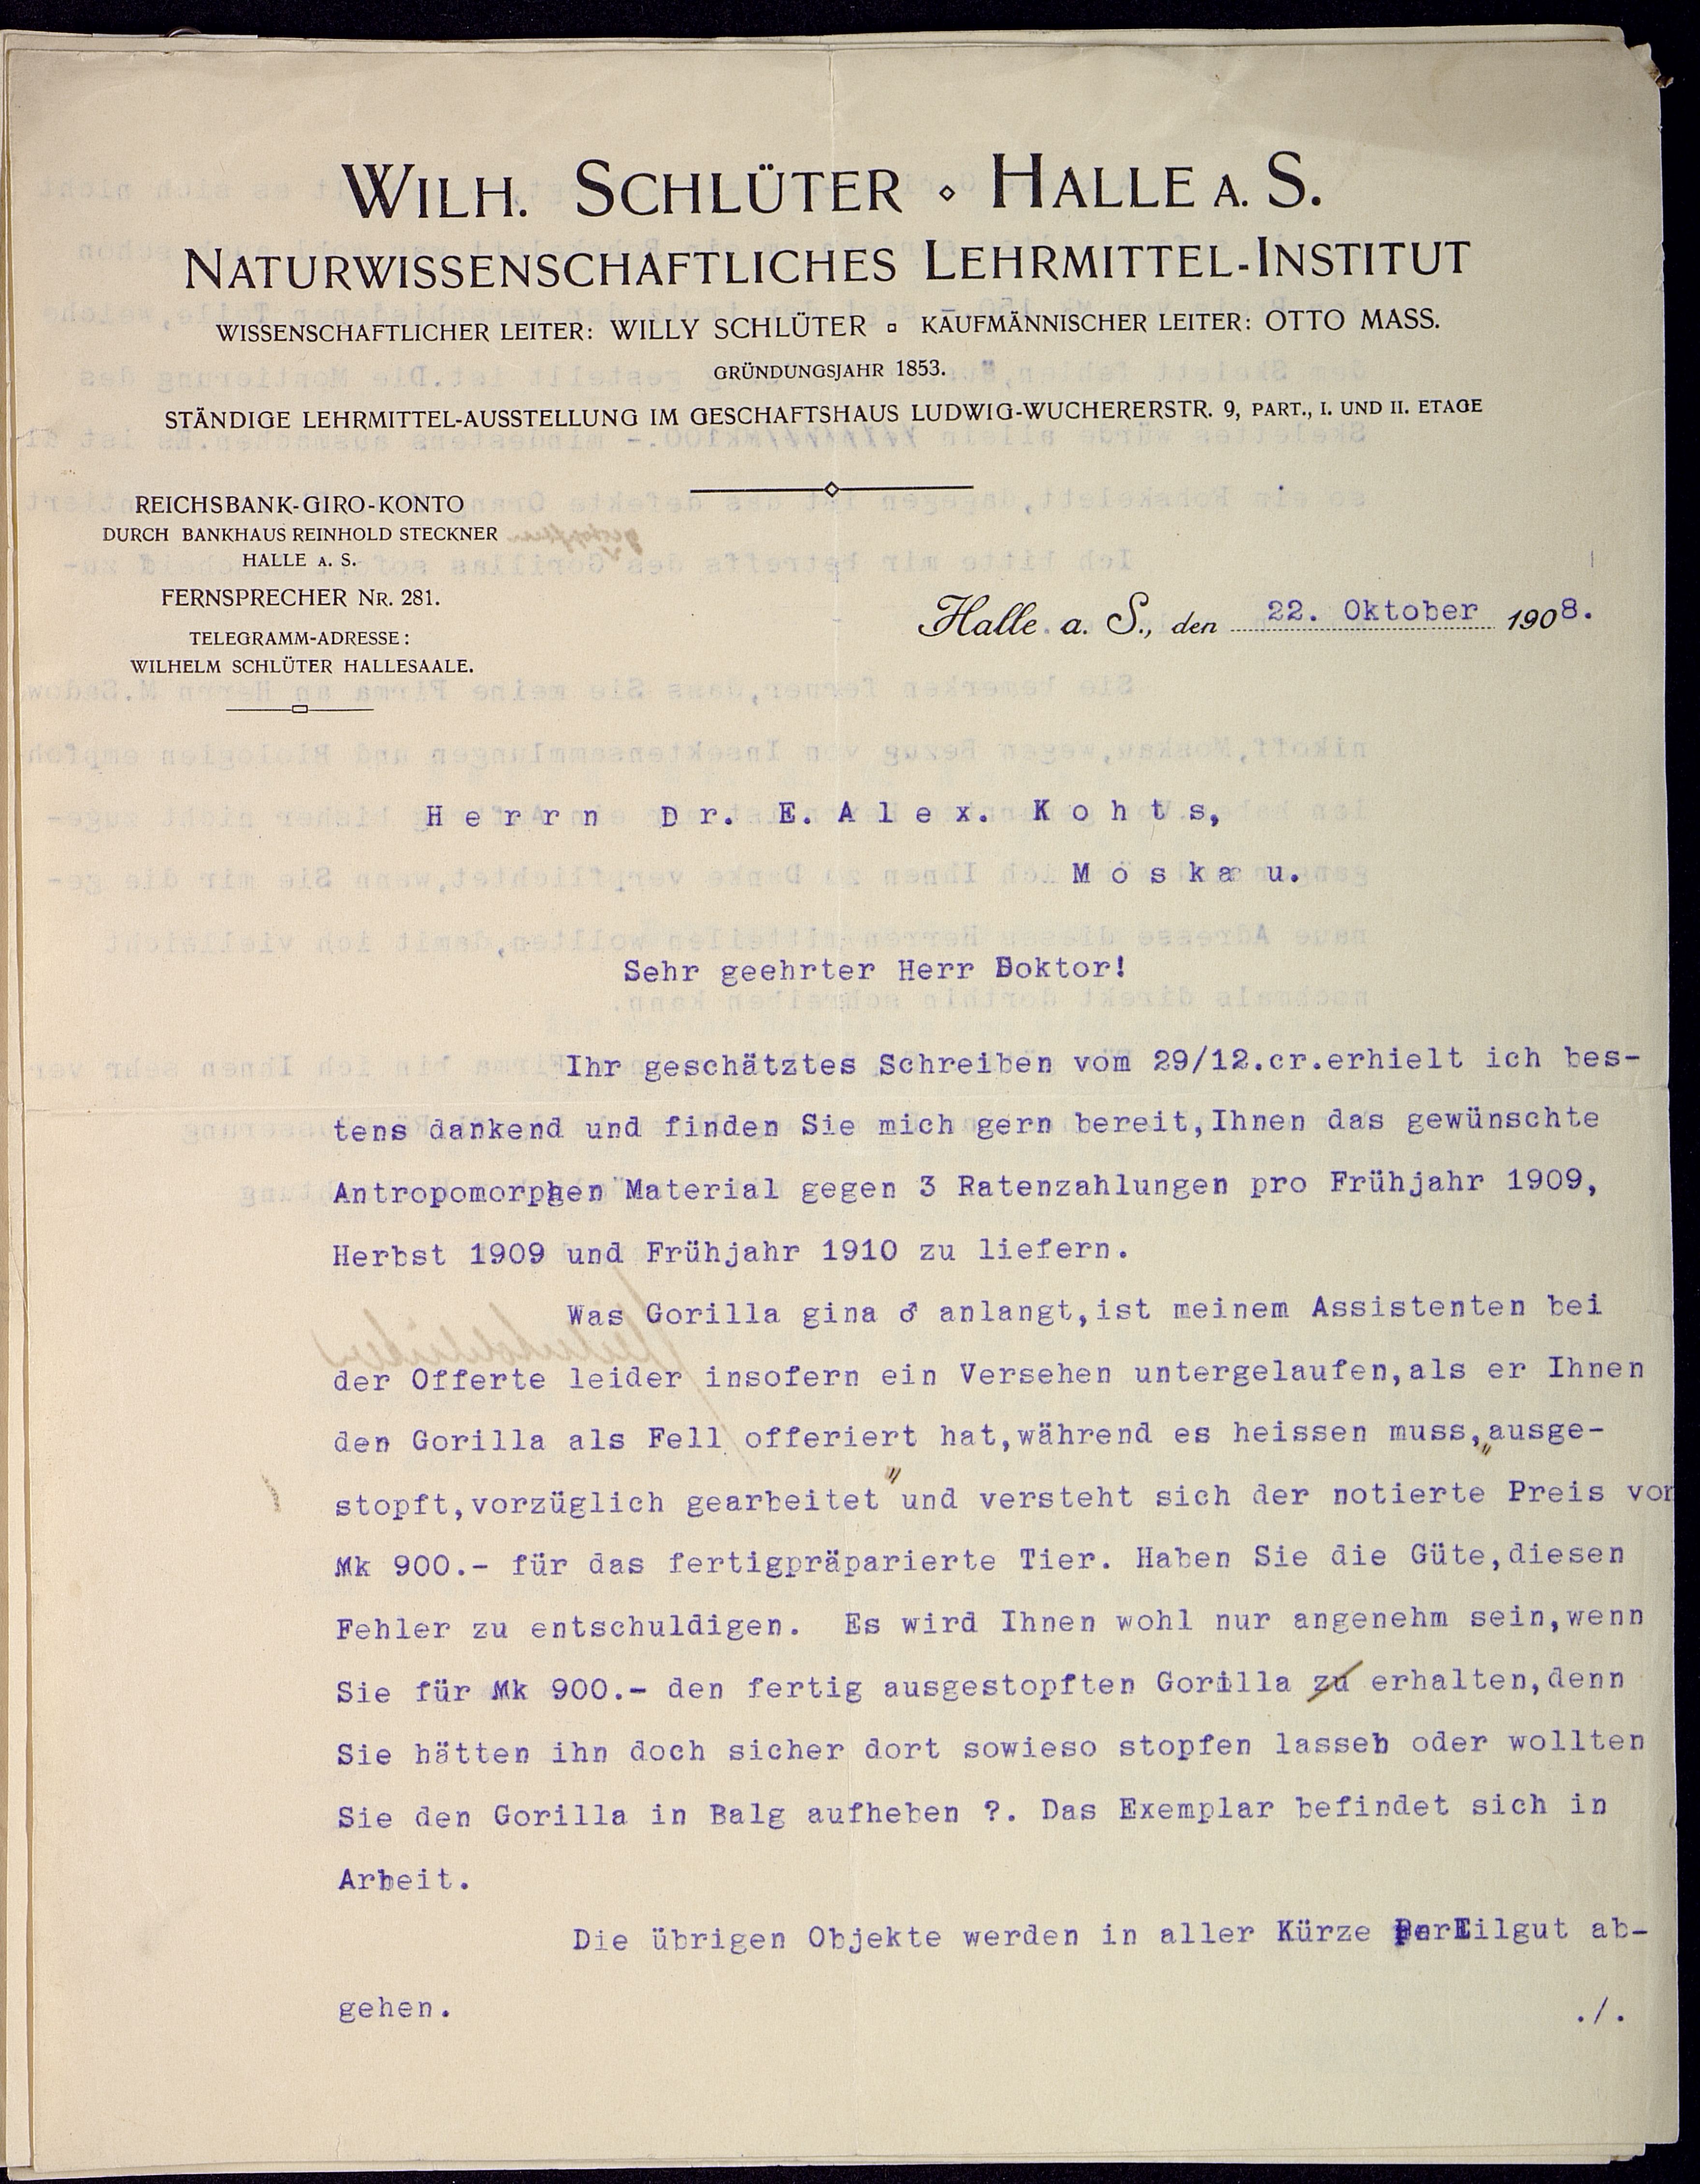 WILH. SCHLÜTER ⋄ HALLE A. S.
NATURWISSENSCHAFTLICHES LEHRMITTEL-INSTITUT
WISSENSCHAFTLICHER LEITER: WILLY SCHLÜTER ▫ KAUFMÄNNISCHER LEITER: OTTO MASS.
GRÜNDUNGSJAHR 1853.
STÄNDIGE LEHRMITTEL-AUSSTELLUNG IM GESCHAFTSHAUS LUDWIG-WUCHERERSTR. 9, PART., I. UND II. ETAGE
REICHSBANK-GIRO-KONTO
DURCH BANKHAUS REINHOLD STECKNER
HALLE A. S.
FERNSPRECHER NR. 281.
TELEGRAMM-ADRESSE:
WILHELM SCHLÜTER HALLESAALE.
Halle a. S., den 22. Oktober 1908.
Herrn Dr. E. Alex. Kohts,
Moskau.
Sehr geehrter Herr Doktor!
Ihr geschätztes Schreiben vom 29/12.cr.erhielt ich bes-
tens dankend und finden Sie mich gern bereit,Ihnen das gewünschte
Antropomorphen Material gegen 3 Ratenzahlungen pro Frühjahr 1909,
Herbst 1909 und Frühjahr 1910 zu liefern.
Was Gorilla gina ♂ anlangt,ist meinem Assistenten bei
der Offerte leider insofern ein Versehen untergelaufen,als er Ihnen
den Gorilla als Fell offeriert hat,während es heissen muss,„ausge-
stopft,vorzüglich gearbeitet" und versteht sich der notierte Preis von
Mk 900.- für das fertigpräparierte Tier. Haben Sie die Güte,diesen
Fehler zu entschuldigen. Es wird Ihnen wohl nur angenehm sein,wenn
Sie für Mk 900.- den fertig ausgestopften Gorilla zu erhalten,denn
Sie hätten ihn doch sicher dort sowieso stopfen lasseh oder wollten
Sie den Gorilla in Balg aufheben ?. Das Exemplar befindet sich in
Arbeit.
Die übrigen Objekte werden in aller Kürze per Eilgut ab-
gehen.
./.